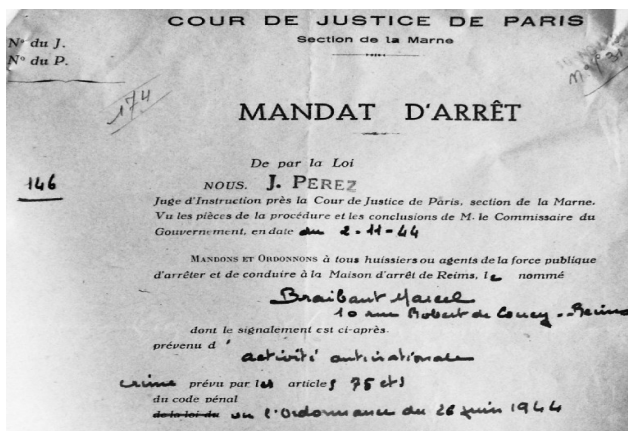 COUR DE JUSTICE DE PARIS
Section de la Marne
No du J.
No du P.
174
MANDAT D'ARRÊT
De par la Loi
146
NOUS. J. PEREZ
Juge d'Instruction près la Cour de Justice de Paris, section de la Marne.
Vu les pièces de la procédure et les conclusions de M. le Commissaire du
Gouvernement, en date du 2-11-44
MANDONS ET ORDONNONS à tous huissiers ou agents de la force publique
d'arrêter et de conduire à la Maison d'arrêt de Reims, le nommé
Braibant Marcel
10 rue Robert de Coucy - Reims
dont le signalement est ci-après.
prévenu d'
activité antinationale
crime prévu par les articles 75 et s
du code pénal
de la loi du vu l'Ordonnance du 26 juin 1944